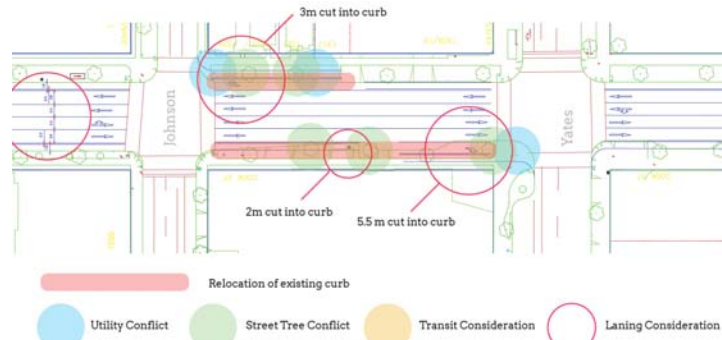 3m cut into curb
Johnson
Yates
2m cut into curb
5.5 m cut into curb
Relocation of existing curb
Utility Conflict
Street Tree Conflict
Transit Consideration
Laning Consideration